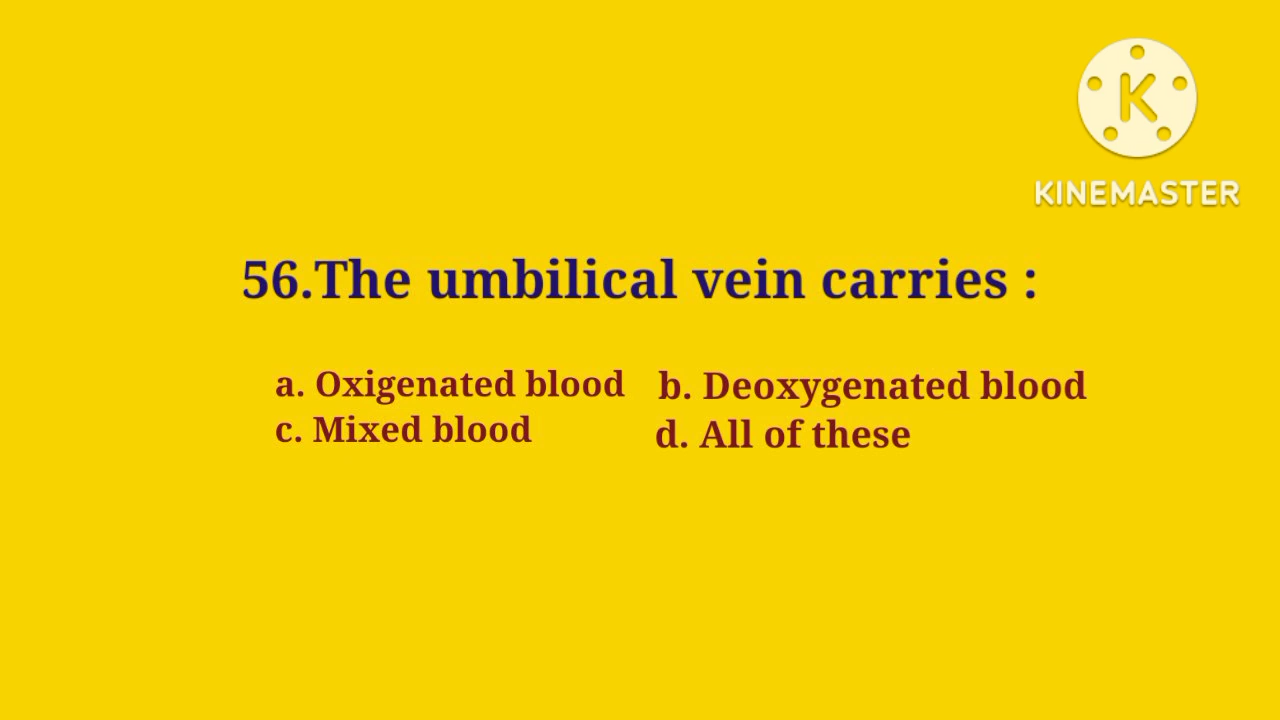 K
KINEMASTER
56.The umbilical vein carries :
a. Oxigenated blood b. Deoxygenated blood
c. Mixed blood d. All of these